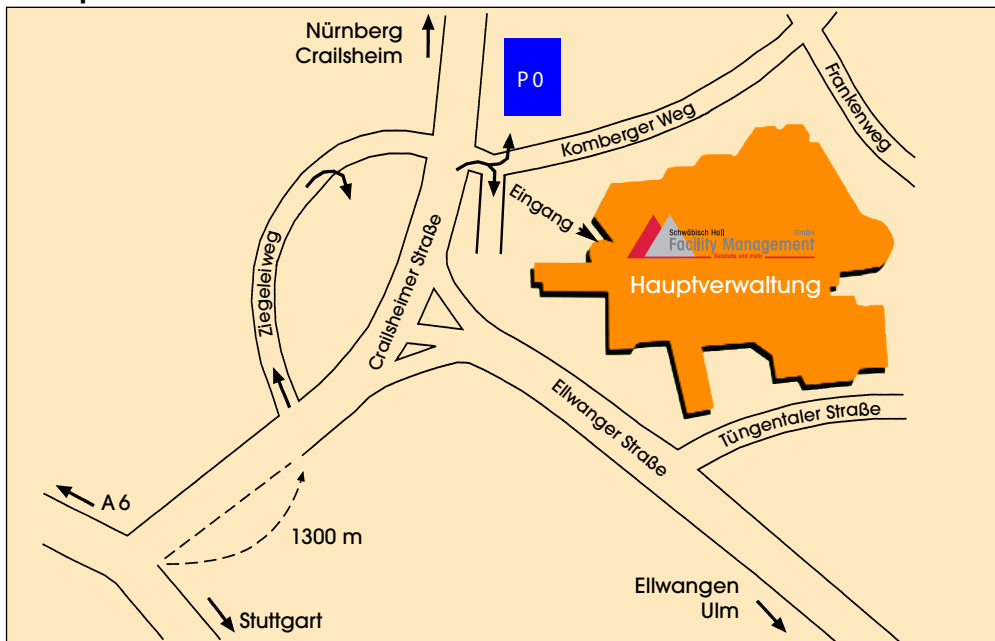 Nürnberg
Crailsheim
P 0
Komberger Weg
Frankenweg
Eingang
Schwäbisch Hall
GmbH
Facility Management
Gebäude und mehr
Hauptverwaltung
Ziegeleiweg
Crailsheimer Straße
Ellwanger Straße
Tüngentaler Straße
A 6
1300 m
Stuttgart
Ellwangen
Ulm